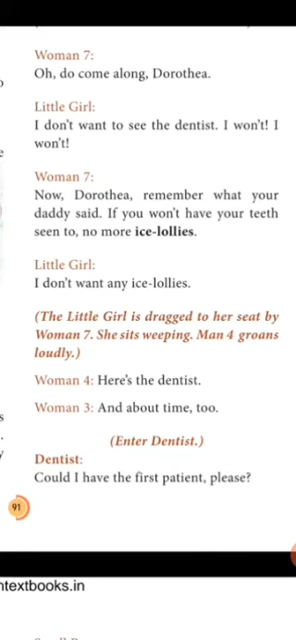 Woman 7:
Oh, do come along, Dorothea.
Little Girl:
I don't want to see the dentist. I won't! I
won't!
Woman 7:
Now, Dorothea, remember what your
daddy said. If you won't have your teeth
seen to, no more ice-lollies.
Little Girl:
I don't want any ice-lollies.
(The Little Girl is dragged to her seat by
Woman 7. She sits weeping. Man 4 groans
loudly.)
Woman 4: Here's the dentist.
Woman 3: And about time, too.
(Enter Dentist.)
Dentist:
Could I have the first patient, please?
91
ntextbooks.in